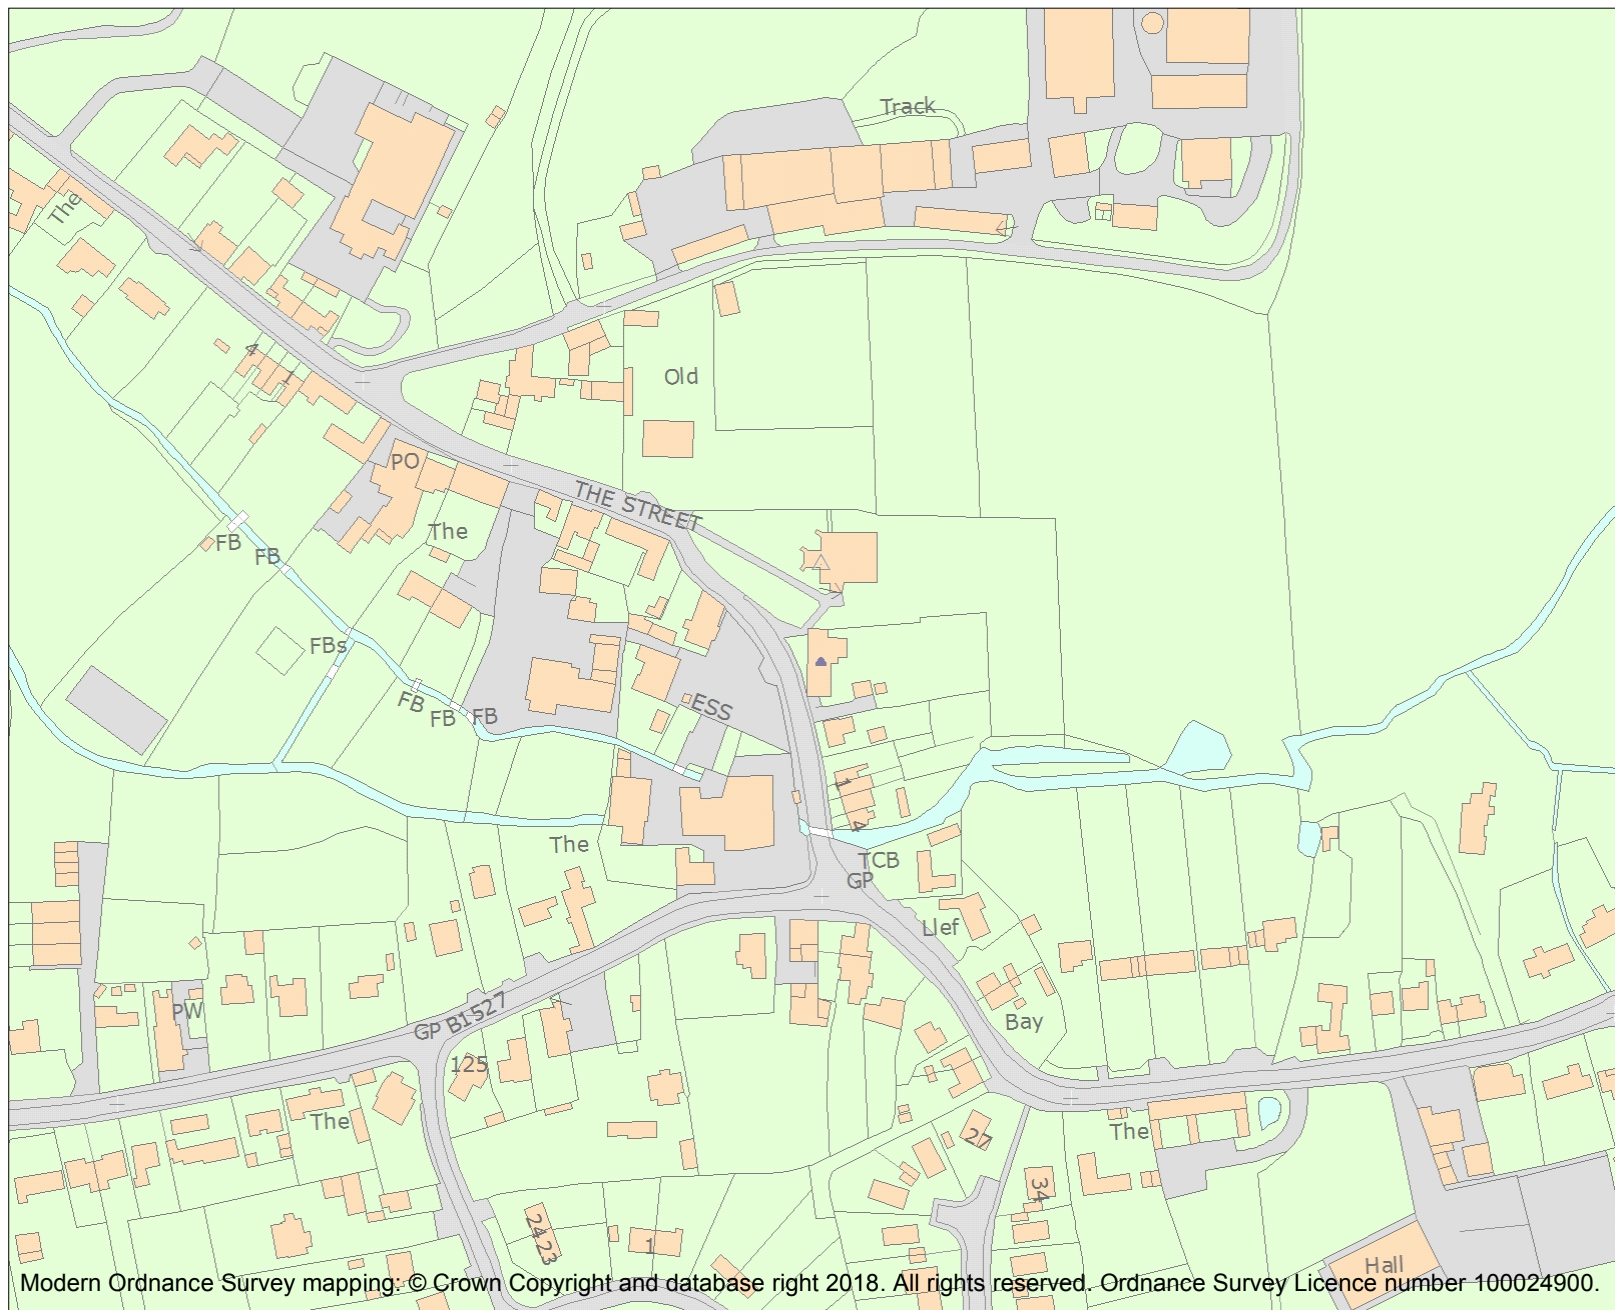 Track
The
4
1
Old
PO
THE STREET
The
FB
FB
FBs
FB
FB
FB
ESS
1
4
The
TCB
GP
Llef
PW
GP B1527
Bay
125
The
The
27
34
24
23
1
Hall
Modern Ordnance Survey mapping: © Crown Copyright and database right 2018. All rights reserved. Ordnance Survey Licence number 100024900.